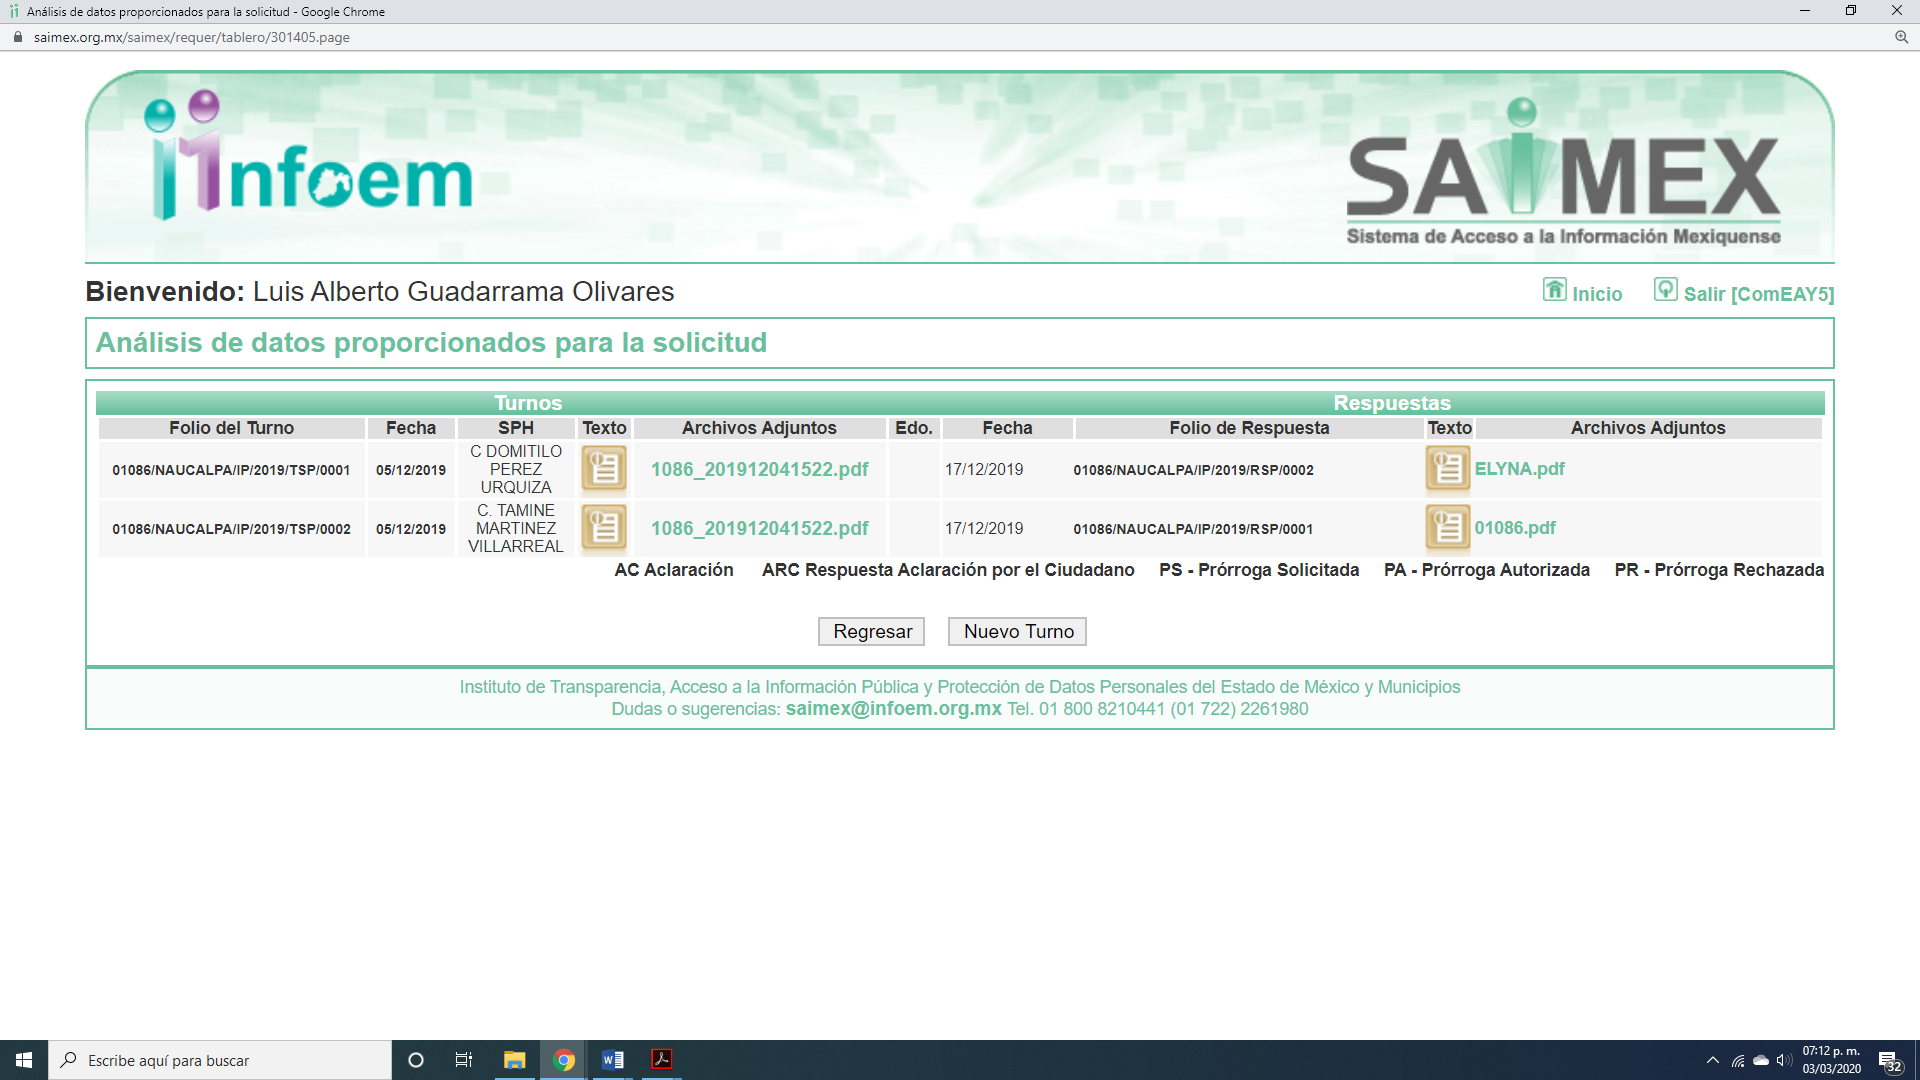 Análisis de datos proporcionados para la solicitud - Google Chrome
saimex.org.mx/saimex/requer/tablero/301405.page
infoem
SAIMEX
Sistema de Acceso a la Información Mexiquense
Bienvenido: Luis Alberto Guadarrama Olivares
Inicio Salir [ComEAY5]
Análisis de datos proporcionados para la solicitud
Turnos Respuestas
Folio del Turno Fecha SPH Texto Archivos Adjuntos Edo. Fecha Folio de Respuesta Texto Archivos Adjuntos
01086/NAUCALPA/IP/2019/TSP/0001 05/12/2019 C DOMITILO PEREZ URQUIZA 1086_201912041522.pdf 17/12/2019 01086/NAUCALPA/IP/2019/RSP/0002 ELYNA.pdf
01086/NAUCALPA/IP/2019/TSP/0002 05/12/2019 C. TAMINE MARTINEZ VILLARREAL 1086_201912041522.pdf 17/12/2019 01086/NAUCALPA/IP/2019/RSP/0001 01086.pdf
AC Aclaración ARC Respuesta Aclaración por el Ciudadano PS - Prórroga Solicitada PA - Prórroga Autorizada PR - Prórroga Rechazada
Regresar Nuevo Turno
Instituto de Transparencia, Acceso a la Información Pública y Protección de Datos Personales del Estado de México y Municipios
Dudas o sugerencias: saimex@infoem.org.mx Tel. 01 800 8210441 (01 722) 2261980
Escribe aquí para buscar
07:12 p. m.
03/03/2020
32